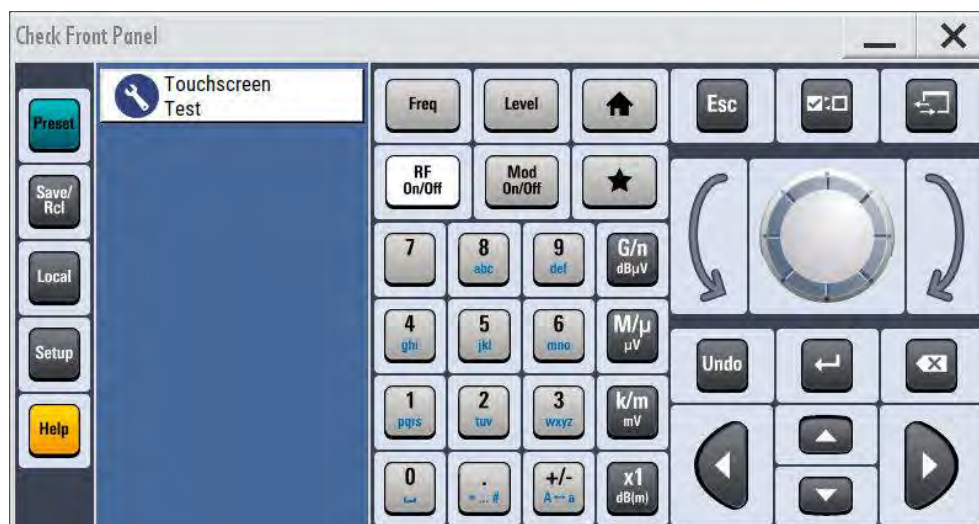 Check Front Panel
Touchscreen
Test
Preset
Save/
Rcl
Local
Setup
Help
Freq
Level
RF
On/Off
Mod
On/Off
7
8
abc
9
def
G/n
dBµV
4
ghi
5
jkl
6
mno
M/µ
µV
1
pqrs
2
tuv
3
wxyz
k/m
mV
0
.
* ... #
+/-
A↔a
x1
dB(m)
Esc
Undo